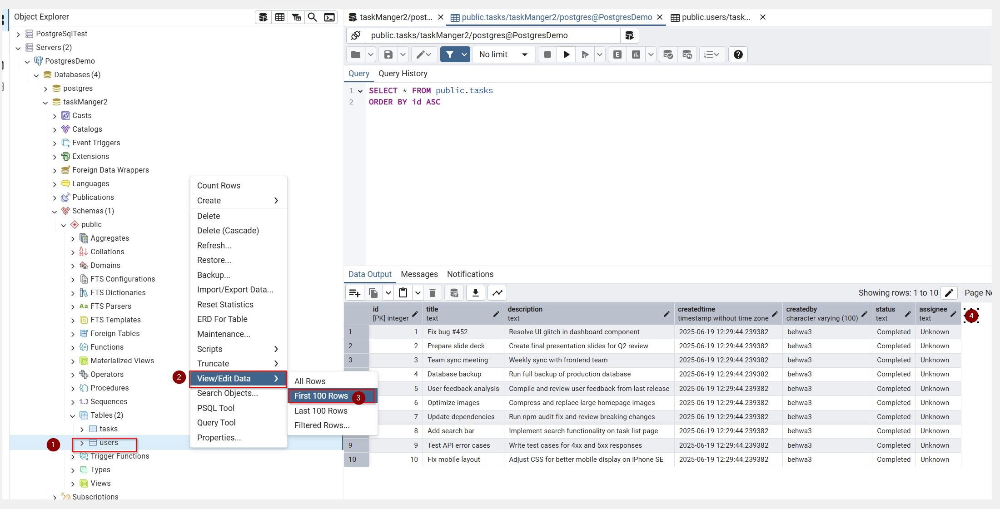 Object Explorer
PostgreSqlTest
Servers (2)
PostgresDemo
Databases (4)
postgres
taskManger2
Casts
Catalogs
Event Triggers
Extensions
Foreign Data Wrappers
Languages
Publications
Schemas (1)
public
Aggregates
Collations
Domains
FTS Configurations
FTS Dictionaries
FTS Parsers
FTS Templates
Foreign Tables
Functions
Materialized Views
Operators
Procedures
1..3 Sequences
Tables (2)
tasks
1
users
Trigger Functions
Types
Views
Subscriptions
Count Rows
Create
Delete
Delete (Cascade)
Refresh...
Restore...
Backup...
Import/Export Data...
Reset Statistics
ERD For Table
Maintenance...
Scripts
Truncate
2
View/Edit Data
Search Objects...
PSQL Tool
Query Tool
Properties...
All Rows
First 100 Rows 3
Last 100 Rows
Filtered Rows...
taskManger2/post...
public.tasks/taskManger2/postgres@PostgresDemo
public.users/task...
public.tasks/taskManger2/postgres@PostgresDemo
No limit
Query Query History
1 SELECT * FROM public.tasks
2 ORDER BY id ASC
Data Output Messages Notifications
Showing rows: 1 to 10 Page
id title description createdtime createdby status assignee 4
[PK] integer text text timestamp without time zone character varying (100) text text
1 1 Fix bug #452 Resolve UI glitch in dashboard component 2025-06-19 12:29:44.239382 behwa3 Completed Unknown
2 2 Prepare slide deck Create final presentation slides for Q2 review 2025-06-19 12:29:44.239382 behwa3 Completed Unknown
3 3 Team sync meeting Weekly sync with frontend team 2025-06-19 12:29:44.239382 behwa3 Completed Unknown
4 Database backup Run full backup of production database 2025-06-19 12:29:44.239382 behwa3 Completed Unknown
5 User feedback analysis Compile and review user feedback from last release 2025-06-19 12:29:44.239382 behwa3 Completed Unknown
6 Optimize images Compress and replace large homepage images 2025-06-19 12:29:44.239382 behwa3 Completed Unknown
7 Update dependencies Run npm audit fix and review breaking changes 2025-06-19 12:29:44.239382 behwa3 Completed Unknown
8 Add search bar Implement search functionality on task list page 2025-06-19 12:29:44.239382 behwa3 Completed Unknown
9 9 Test API error cases Write test cases for 4xx and 5xx responses 2025-06-19 12:29:44.239382 behwa3 Completed Unknown
10 10 Fix mobile layout Adjust CSS for better mobile display on iPhone SE 2025-06-19 12:29:44.239382 behwa3 Completed Unknown